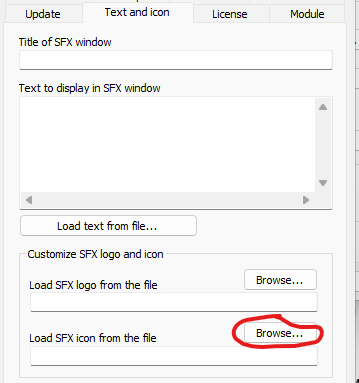 Update
Text and icon
License
Module
Title of SFX window
Text to display in SFX window
Load text from file...
Customize SFX logo and icon
Load SFX logo from the file
Browse...
Load SFX icon from the file
Browse...